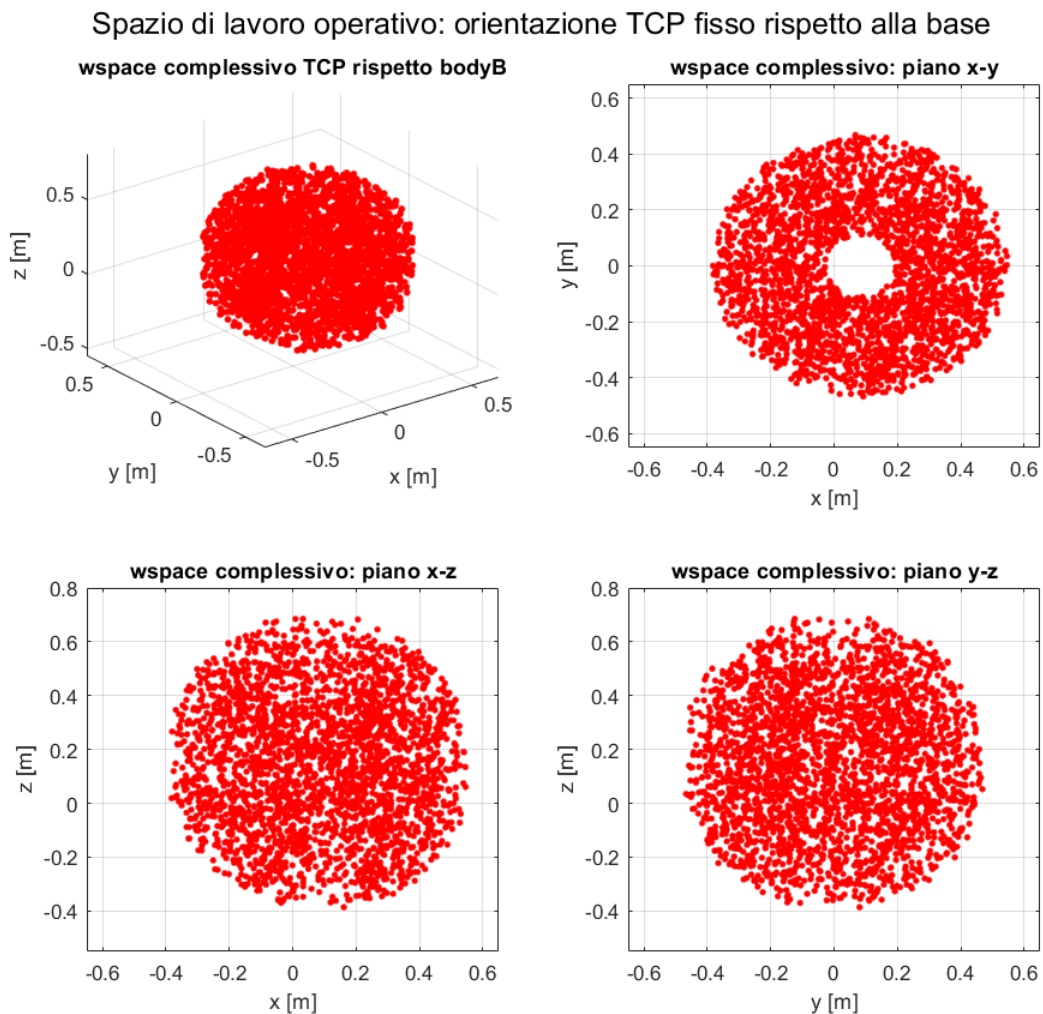 Spazio di lavoro operativo: orientazione TCP fisso rispetto alla base
wspace complessivo TCP rispetto bodyB
0.5
0
-0.5
z [m]
0.5
0
-0.5
y [m]
-0.5
0
0.5
x [m]
wspace complessivo: piano x-y
0.6
0.4
0.2
0
-0.2
-0.4
-0.6
y [m]
-0.6 -0.4 -0.2 0 0.2 0.4 0.6
x [m]
wspace complessivo: piano x-z
0.8
0.6
0.4
0.2
0
-0.2
-0.4
z [m]
-0.6 -0.4 -0.2 0 0.2 0.4 0.6
x [m]
wspace complessivo: piano y-z
0.8
0.6
0.4
0.2
0
-0.2
-0.4
z [m]
-0.6 -0.4 -0.2 0 0.2 0.4 0.6
y [m]